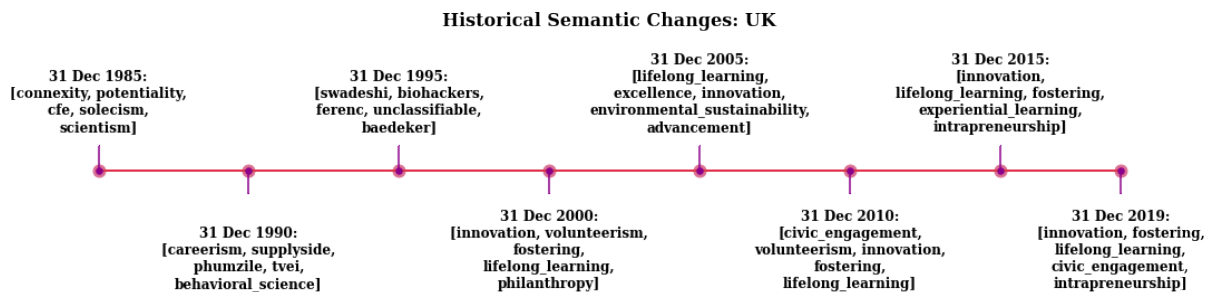 Historical Semantic Changes: UK
31 Dec 1985:
[connexity, potentiality,
cfe, solecism,
scientism]
31 Dec 1990:
[careerism, supplyside,
phumzile, tvei,
behavioral_science]
31 Dec 1995:
[swadeshi, biohackers,
ferenc, unclassifiable,
baedeker]
31 Dec 2000:
[innovation, volunteerism,
fostering,
lifelong_learning,
philanthropy]
31 Dec 2005:
[lifelong_learning,
excellence, innovation,
environmental_sustainability,
advancement]
31 Dec 2010:
[civic_engagement,
volunteerism, innovation,
fostering,
lifelong_learning]
31 Dec 2015:
[innovation,
lifelong_learning, fostering,
experiential_learning,
intrapreneurship]
31 Dec 2019:
[innovation, fostering,
lifelong_learning,
civic_engagement,
intrapreneurship]